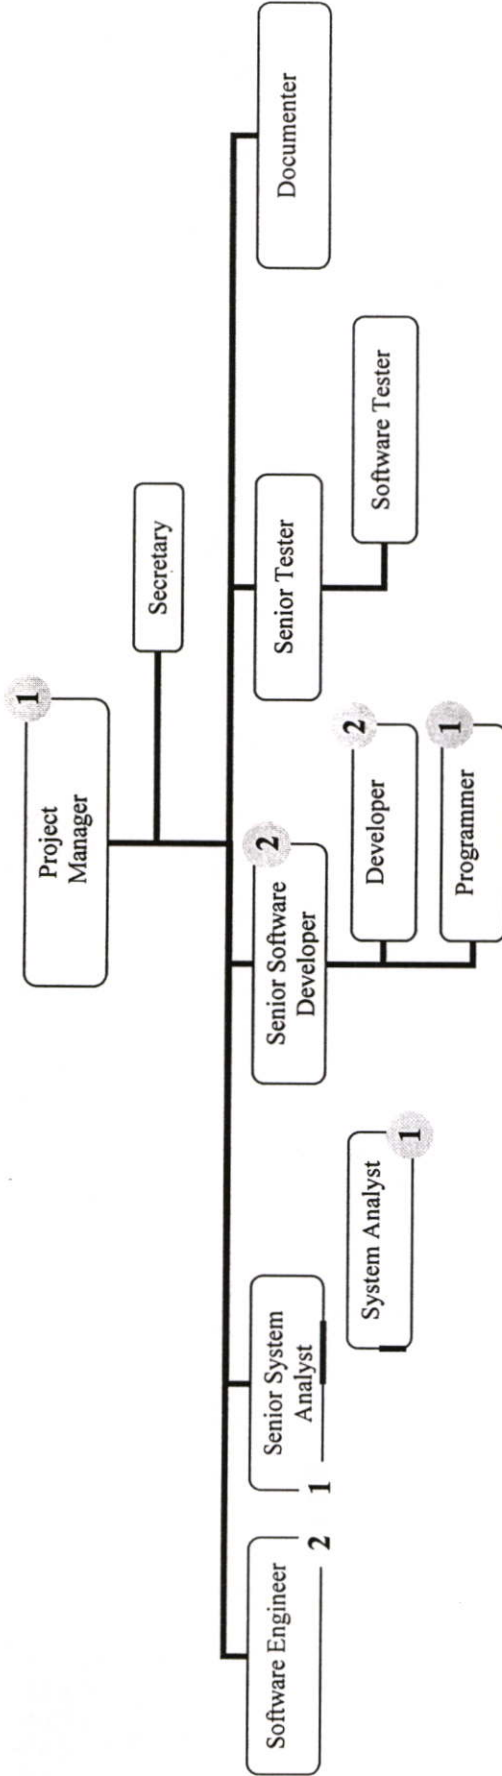 1
Project
Manager
Secretary
Software Engineer
2
Senior System
Analyst
1
System Analyst
1
Senior Software
Developer
2
Developer
2
Programmer
1
Senior Tester
Software Tester
Documenter